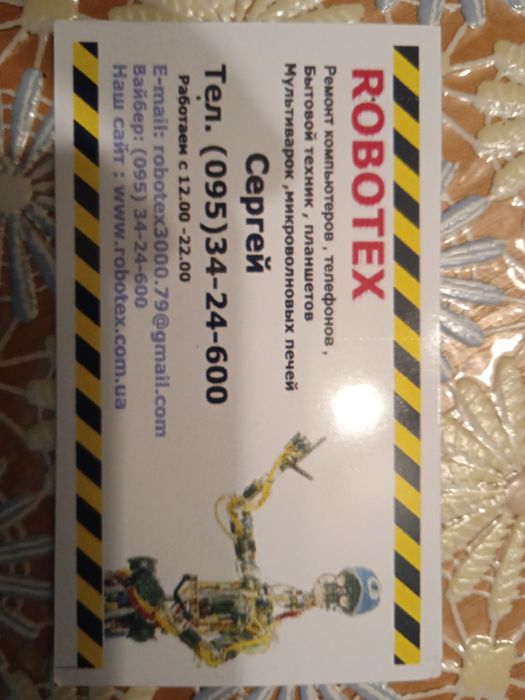 ROBOTEX
Ремонт компьютеров , телефонов ,
Бытовой техник , планшетов
Мультиварок ,микроволновых печей
Сергей
Тел. (095)34-24-600
Работаем с 12.00 -22.00
E-mail: robotex3000.79@gmail.com
Вайбер: (095) 34-24-600
Наш сайт : www.robotex.com.ua